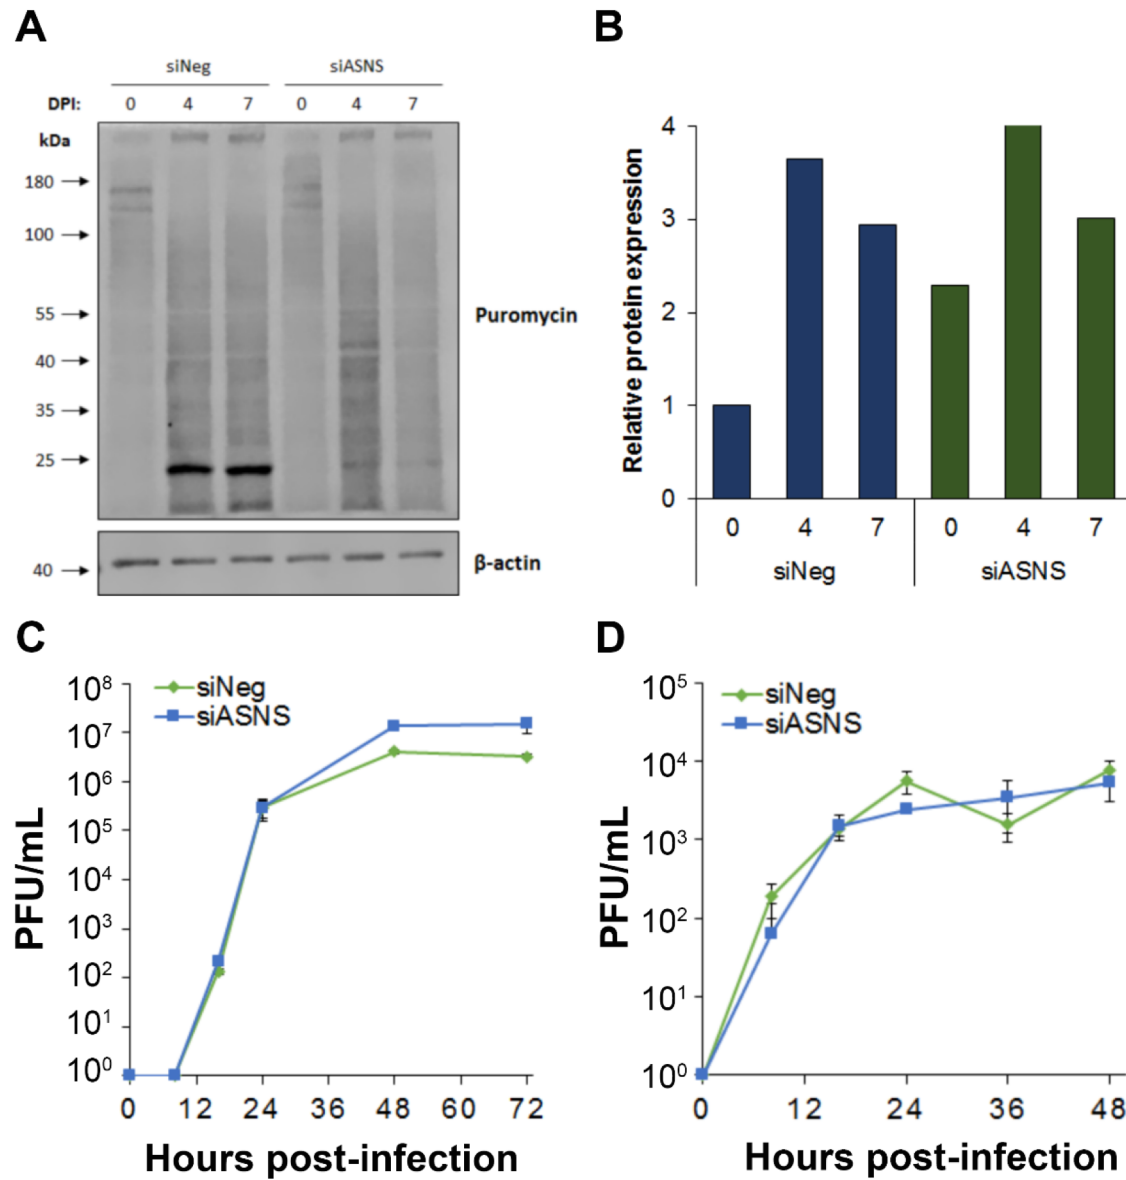 A
siNeg siASNS
DPI: 0 4 7 0 4 7
kDa
180
100
55
40
35
25
Puromycin
40
β-actin
B
Relative protein expression
4
3
2
1
0
0 4 7 0 4 7
siNeg siASNS
C
siNeg
siASNS
PFU/mL
10⁸
10⁷
10⁶
10⁵
10⁴
10³
10²
10¹
10⁰
0 12 24 36 48 60 72
Hours post-infection
D
siNeg
siASNS
PFU/mL
10⁵
10⁴
10³
10²
10¹
10⁰
0 12 24 36 48
Hours post-infection